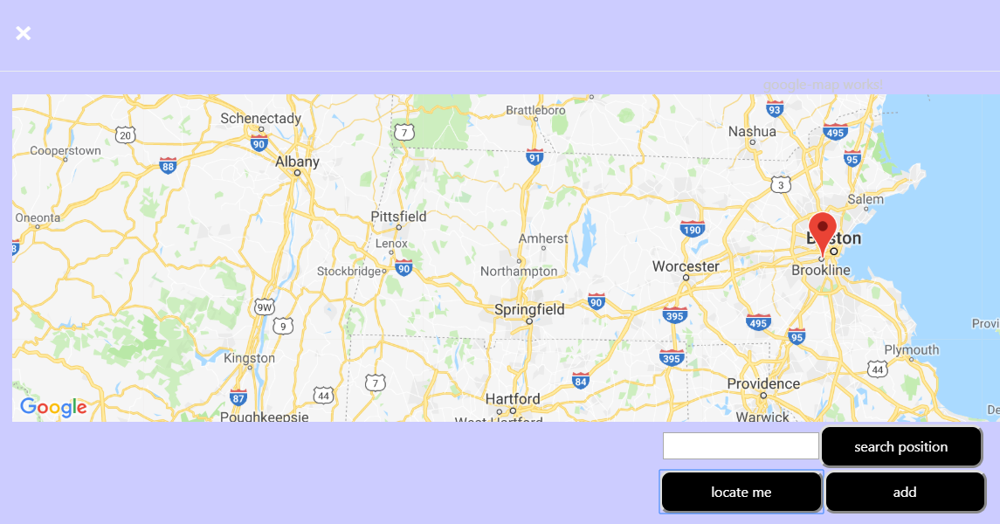 ×
google-map works!
Brattleboro
93
Schenectady
20
7
Nashua
495
90
Cooperstown
91
95
Albany
88
3
Salem
Oneonta
Pittsfield
190
Boston
Amherst
Lenox
90
Worcester
Stockbridge
Northampton
Brookline
9W
90
Springfield
395
495
9
95
Kingston
395
Plymouth
44
7
84
Providence
87
44
Hartford
Google
Poughkeepsie
Warwick
West Hartford
search position
locate me
add